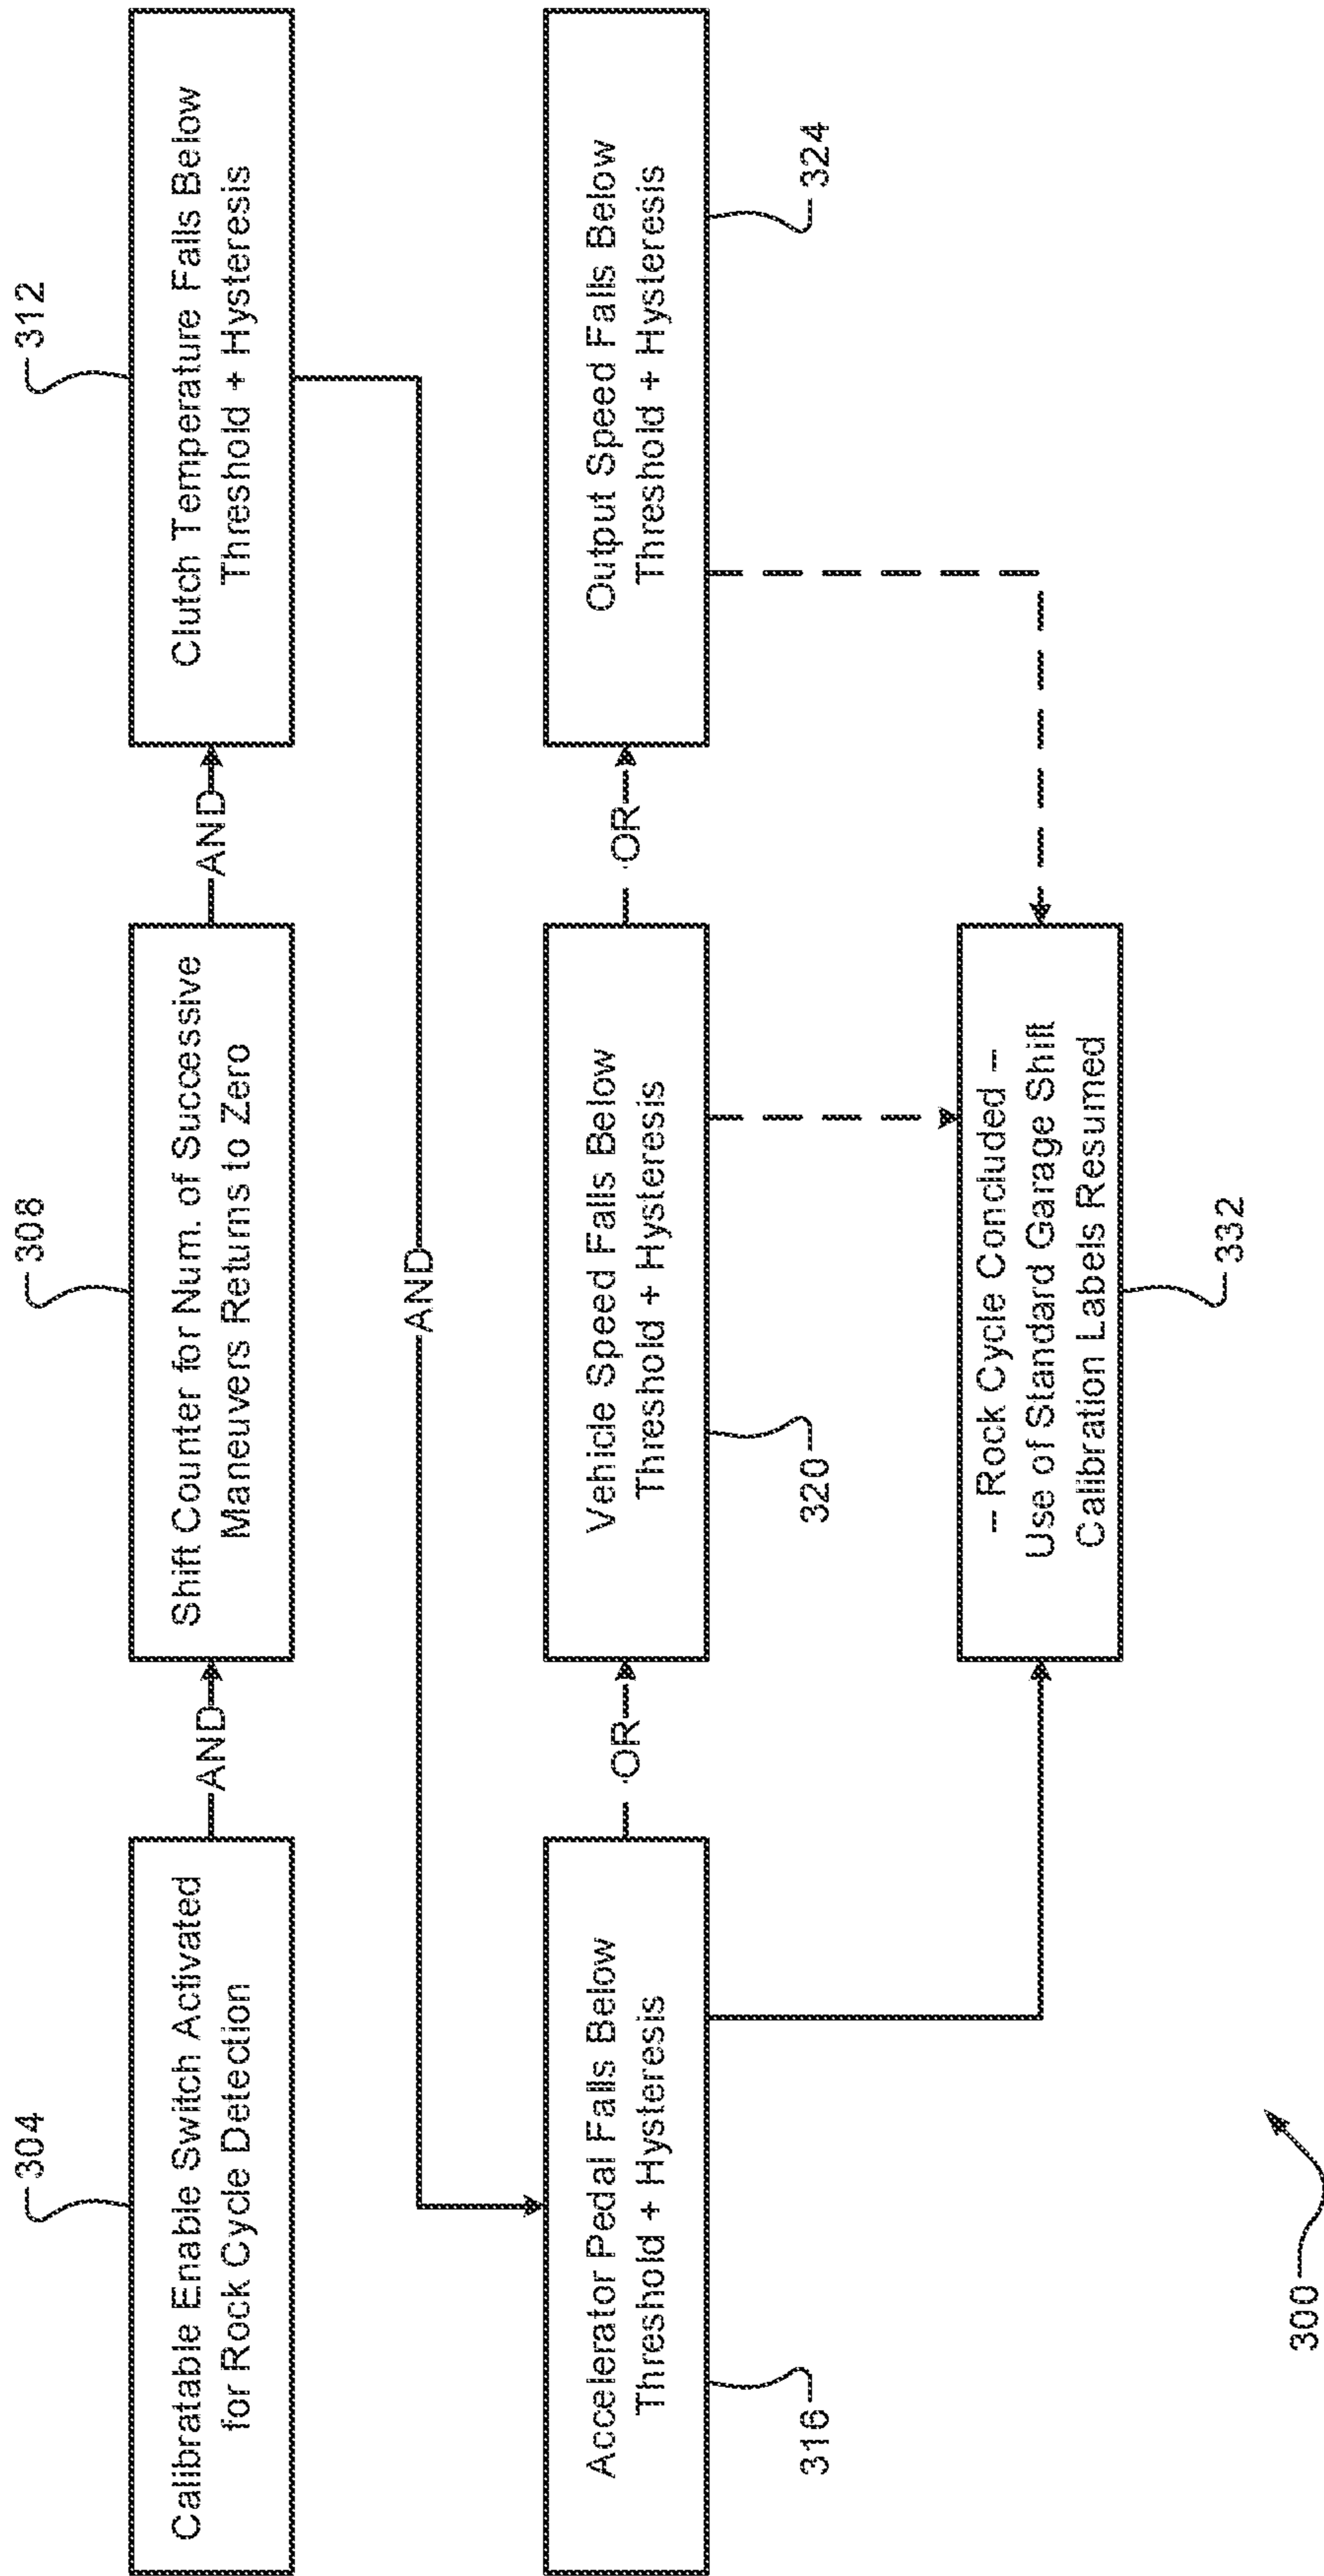 304
Calibratable Enable Switch Activated
for Rock Cycle Detection
AND
308
Shift Counter for Num. of Successive
Maneuvers Returns to Zero
AND
312
Clutch Temperature Falls Below
Threshold + Hysteresis
AND
Accelerator Pedal Falls Below
Threshold + Hysteresis
316
OR
Vehicle Speed Falls Below
Threshold + Hysteresis
320
OR
Output Speed Falls Below
Threshold + Hysteresis
324
-- Rock Cycle Concluded --
Use of Standard Garage Shift
Calibration Labels Resumed
332
300